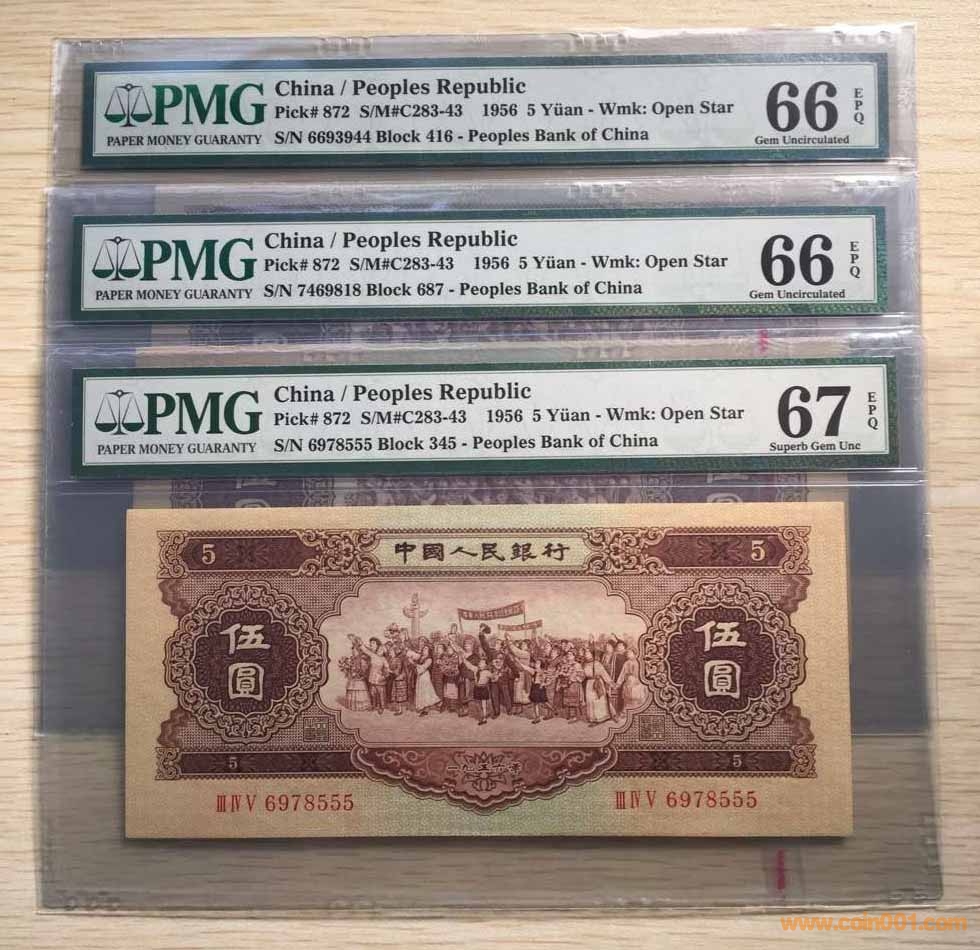 PMG
PAPER MONEY GUARANTY
China / Peoples Republic
Pick# 872 S/M#C283-43 1956 5 Yüan - Wmk: Open Star
S/N 6693944 Block 416 - Peoples Bank of China
66 EPQ
Gem Uncirculated
PMG
PAPER MONEY GUARANTY
China / Peoples Republic
Pick# 872 S/M#C283-43 1956 5 Yüan - Wmk: Open Star
S/N 7469818 Block 687 - Peoples Bank of China
66 EPQ
Gem Uncirculated
PMG
PAPER MONEY GUARANTY
China / Peoples Republic
Pick# 872 S/M#C283-43 1956 5 Yüan - Wmk: Open Star
S/N 6978555 Block 345 - Peoples Bank of China
67 EPQ
Superb Gem Unc
5 中國人民銀行 5
伍圓 伍圓
5 一九五六年 5
III IV V 6978555 III IV V 6978555
www.coin001.com